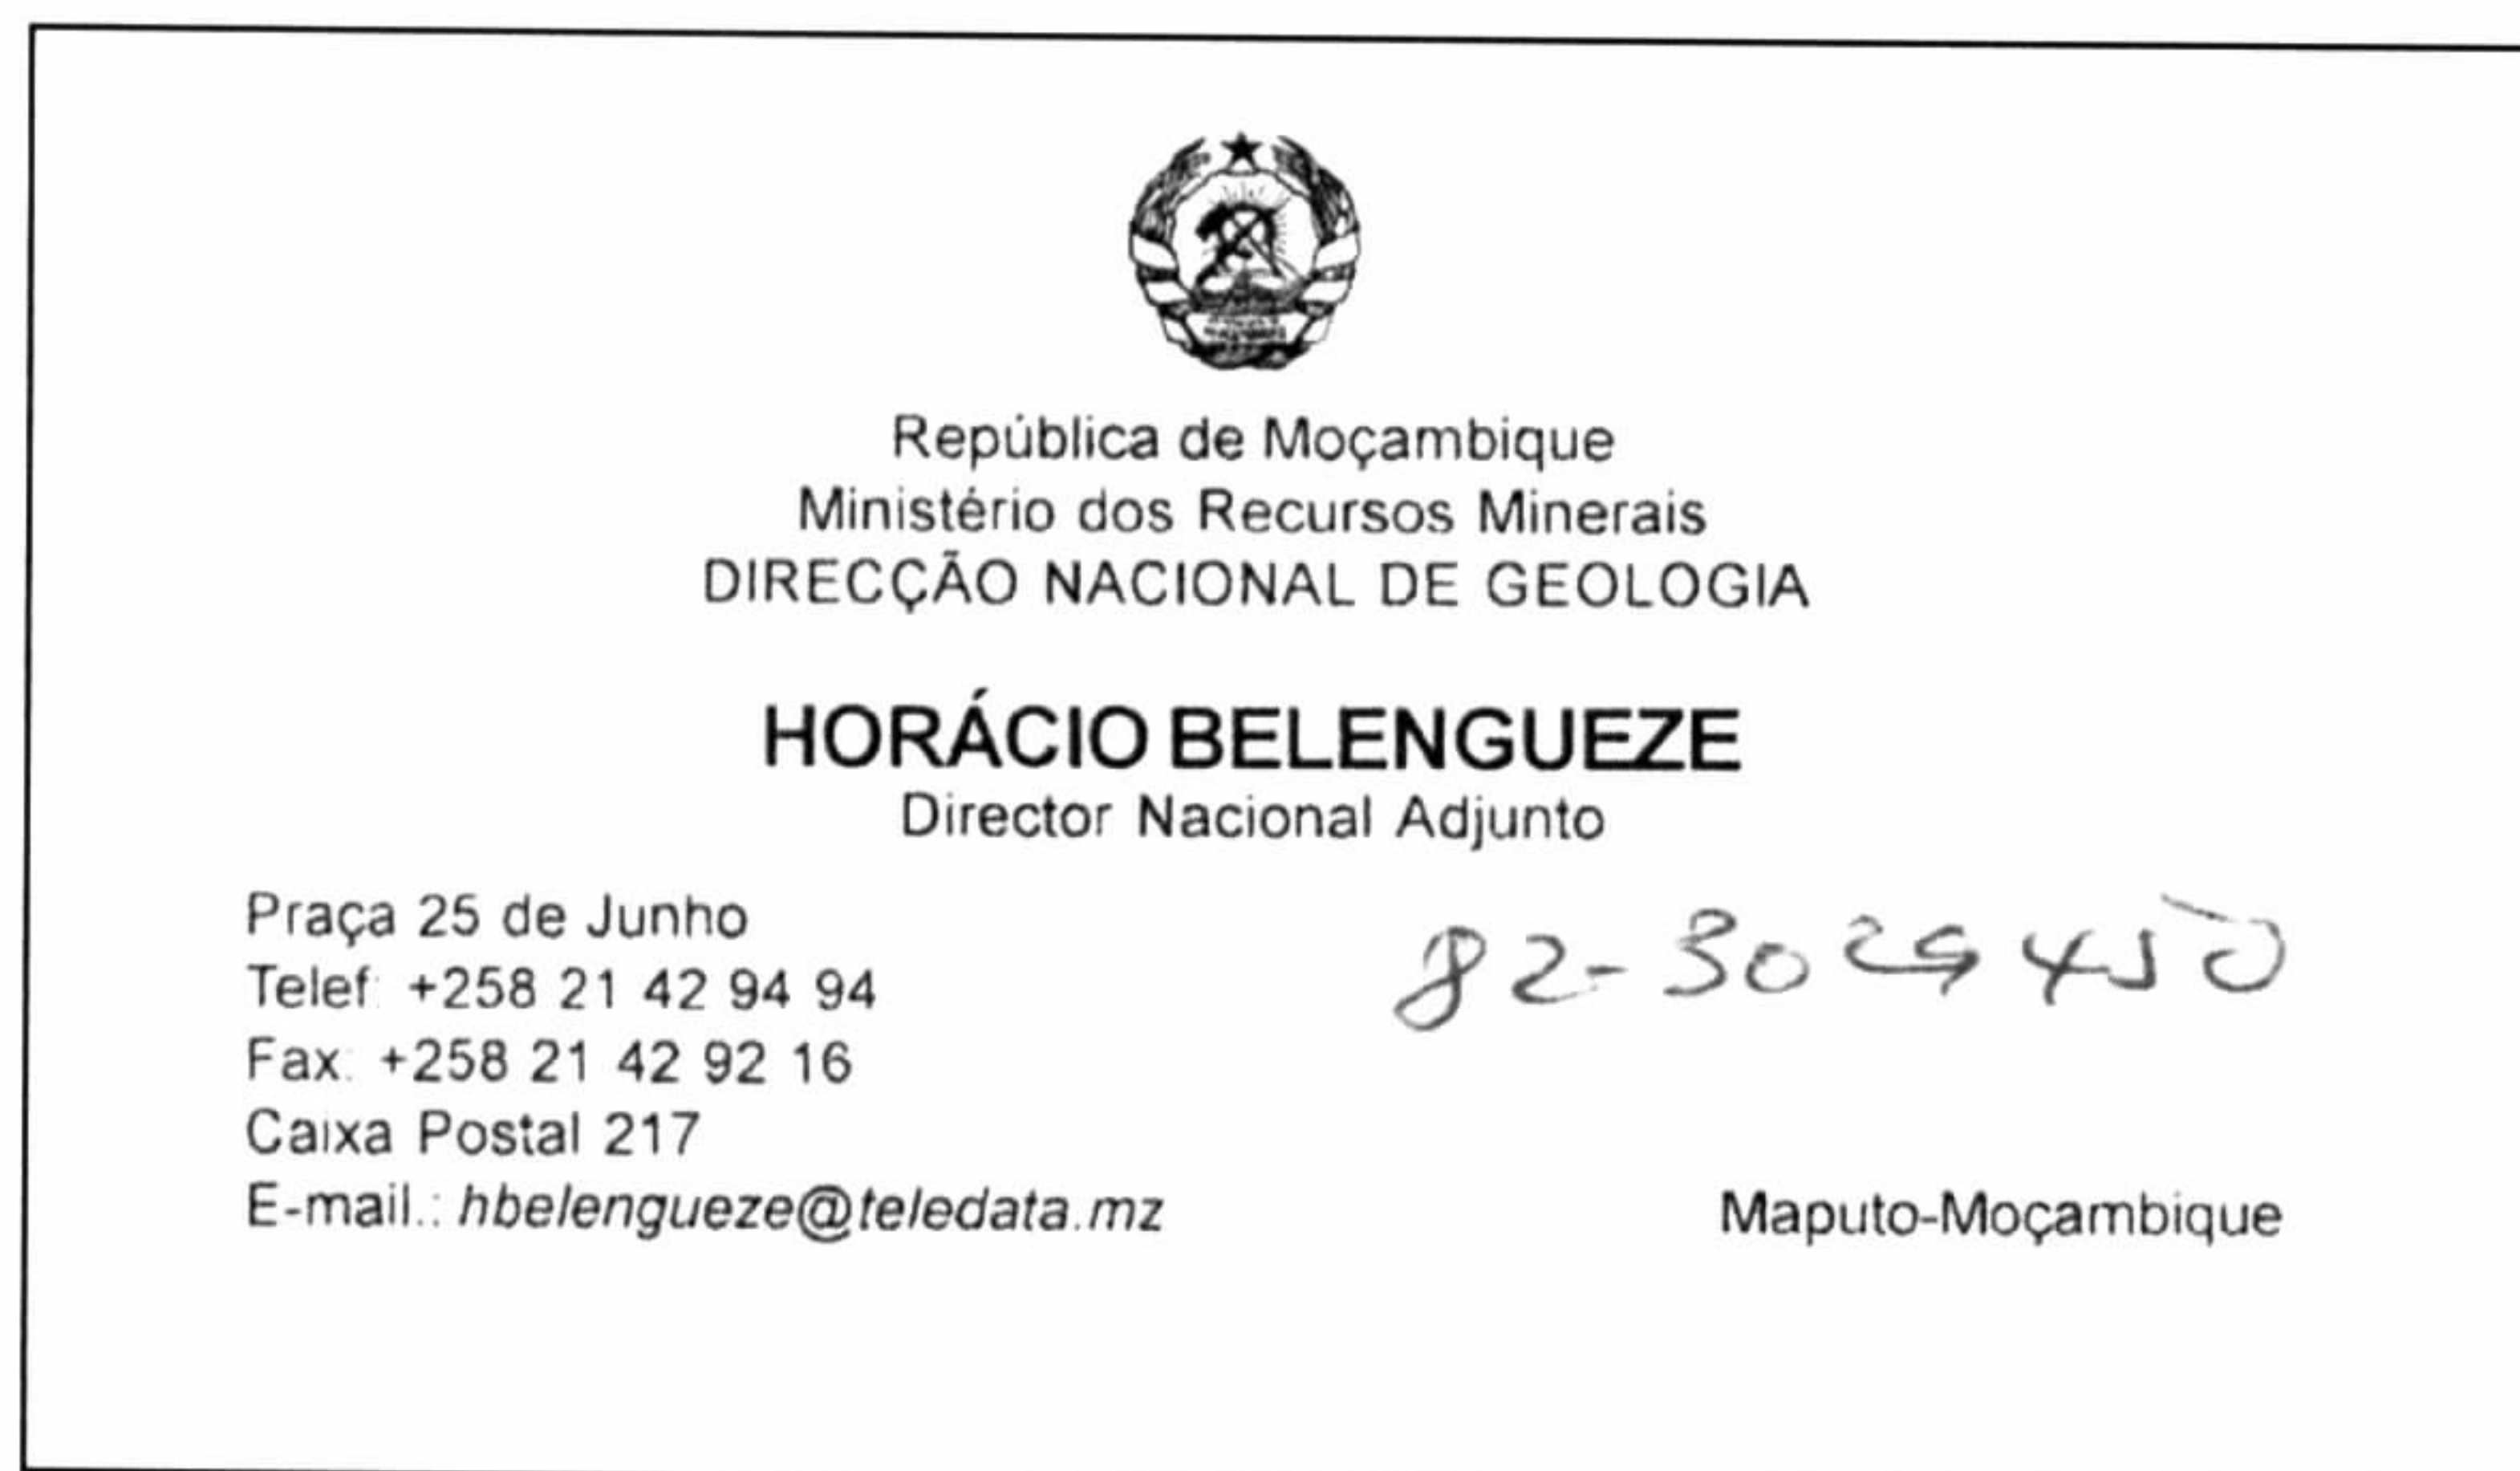 República de Moçambique
Ministério dos Recursos Minerais
DIRECÇÃO NACIONAL DE GEOLOGIA
HORÁCIO BELENGUEZE
Director Nacional Adjunto
Praça 25 de Junho
Telef: +258 21 42 94 94
Fax: +258 21 42 92 16
Caixa Postal 217
E-mail.: hbelengueze@teledata.mz
82-3029450
Maputo-Moçambique